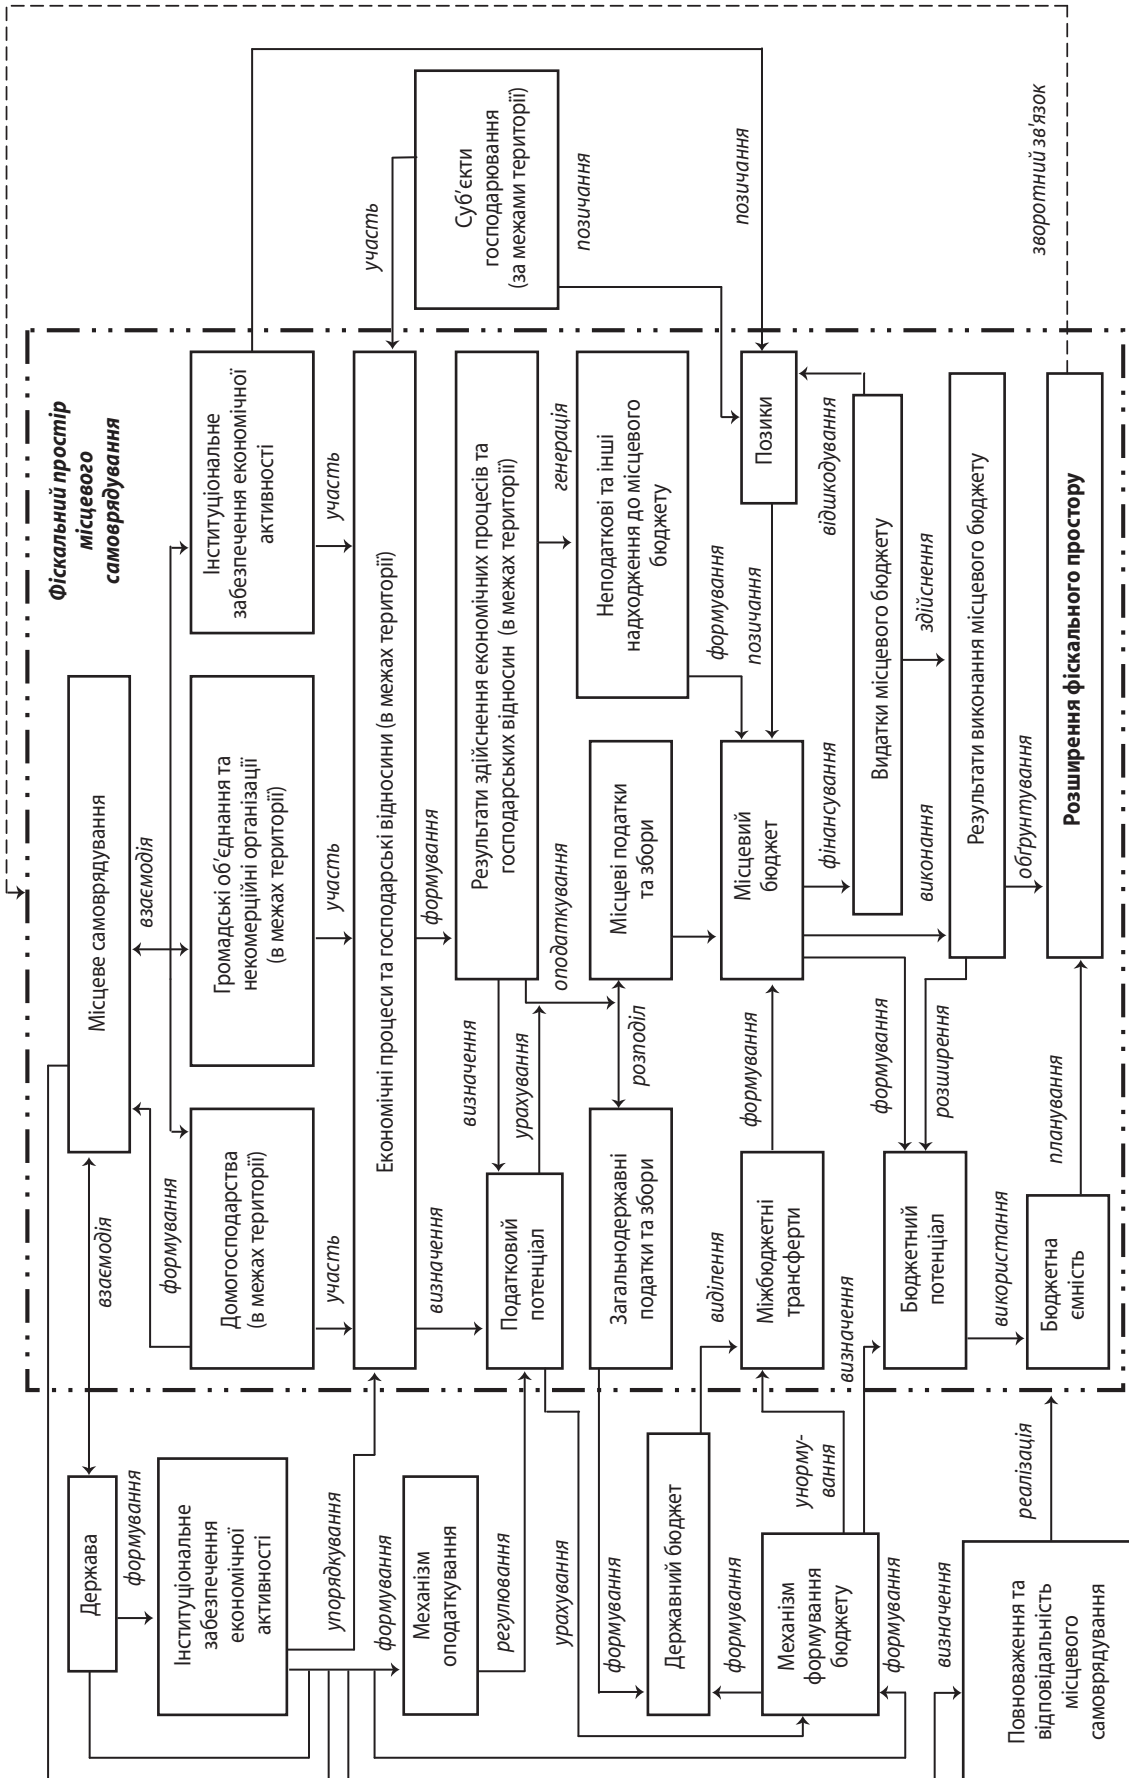 Фіскальний простір
місцевого
самоврядування
Держава
взаємодія
Місцеве самоврядування
формування
формування
взаємодія
Інституціональне
забезпечення
економічної
активності
Домогосподарства
(в межах території)
Громадські об'єднання та
некомерційні організації
(в межах території)
Інституціональне
забезпечення економічної
активності
упорядкування
участь
участь
участь
участь
формування
Економічні процеси та господарські відносини (в межах території)
Суб'єкти
господарювання
(за межами території)
Механізм
оподаткування
визначення
формування
визначення
Результати здійснення економічних процесів та
господарських відносин (в межах території)
регулювання
Податковий
потенціал
урахування
оподаткування
генерація
позичання
урахування
формування
Загальнодержавні
податки та збори
розподіл
Місцеві податки
та збори
Неподаткові та інші
надходження до місцевого
бюджету
Державний бюджет
виділення
формування
формування
формування
позичання
позичання
Механізм
формування
бюджету
унорму-
вання
Міжбюджетні
трансферти
Місцевий
бюджет
Позики
визначення
фінансування
відшкодування
формування
формування
Видатки місцевого бюджету
Бюджетний
потенціал
розширення
виконання
здійснення
визначення
Результати виконання місцевого бюджету
використання
обґрунтування
Повноваження та
відповідальність
місцевого
самоврядування
реалізація
Бюджетна
ємність
планування
Розширення фіскального простору
зворотний зв'язок